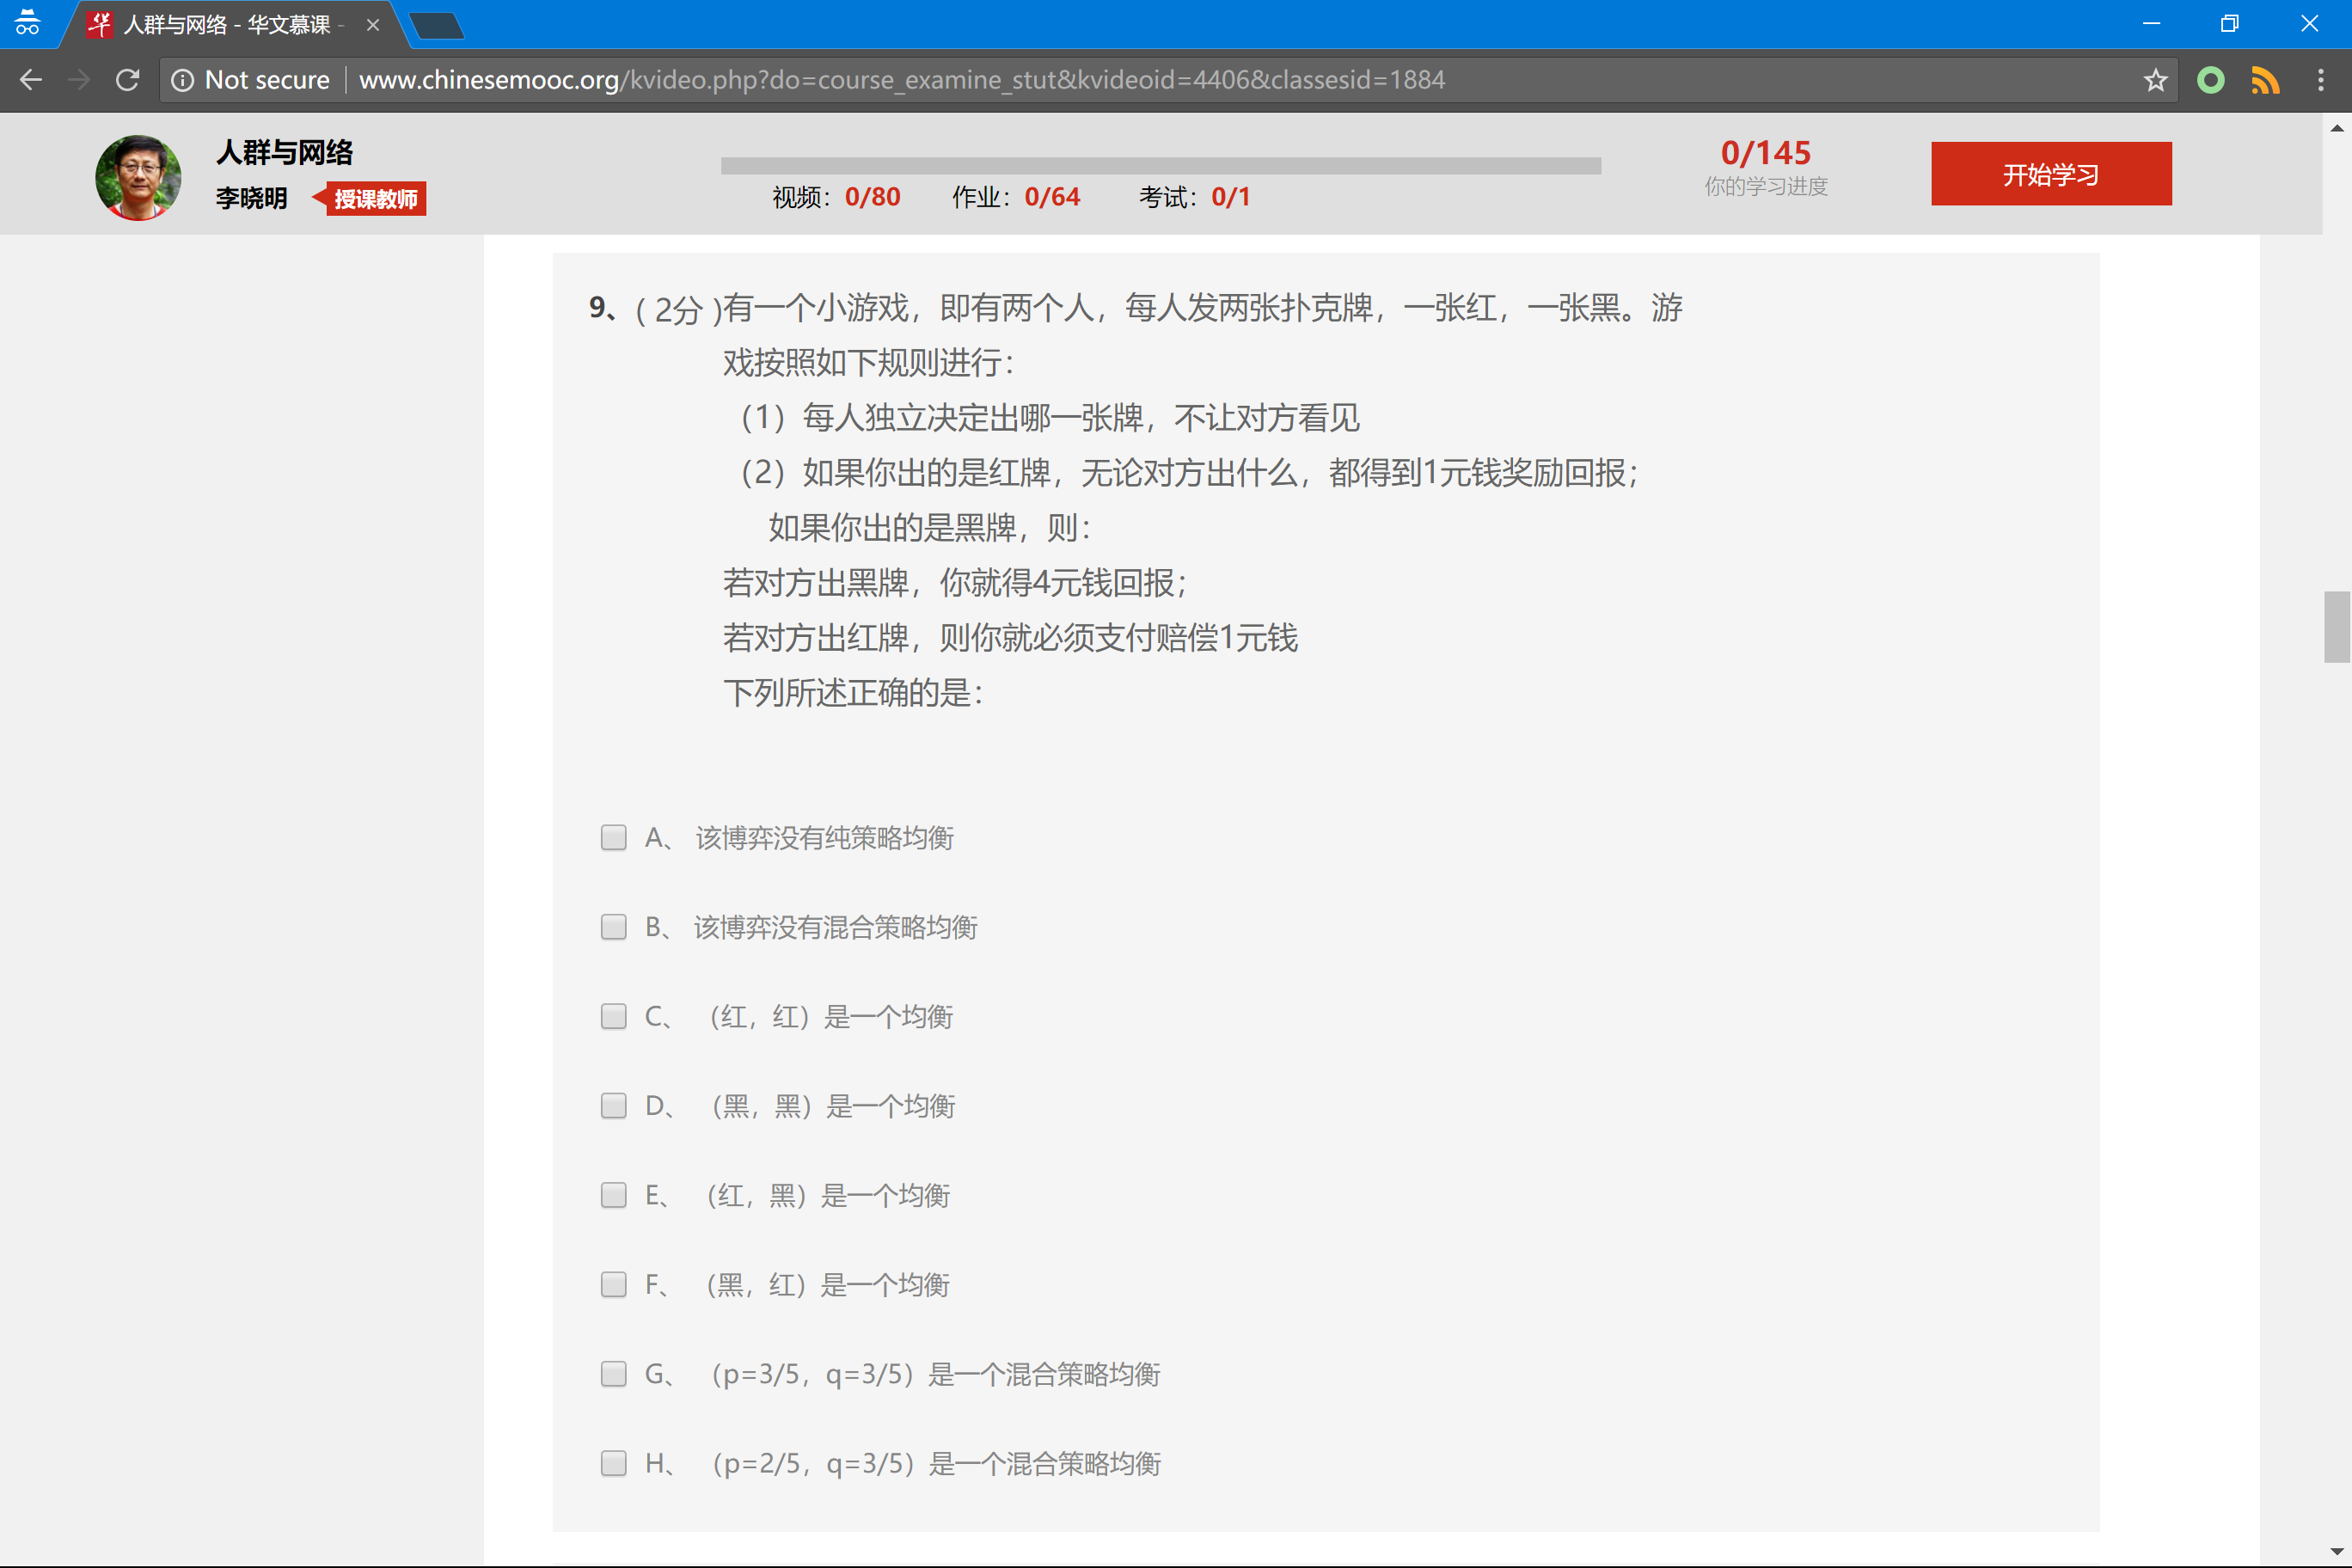 人群与网络 - 华文慕课 -
Not secure www.chinesemooc.org/kvideo.php?do=course_examine_stut&kvideoid=4406&classesid=1884
人群与网络
李晓明 授课教师
视频：0/80 作业：0/64 考试：0/1
0/145
你的学习进度
开始学习
9、( 2分 )有一个小游戏，即有两个人，每人发两张扑克牌，一张红，一张黑。游
戏按照如下规则进行：
（1）每人独立决定出哪一张牌，不让对方看见
（2）如果你出的是红牌，无论对方出什么，都得到1元钱奖励回报；
如果你出的是黑牌，则：
若对方出黑牌，你就得4元钱回报；
若对方出红牌，则你就必须支付赔偿1元钱
下列所述正确的是：
A、 该博弈没有纯策略均衡
B、 该博弈没有混合策略均衡
C、 （红，红）是一个均衡
D、 （黑，黑）是一个均衡
E、 （红，黑）是一个均衡
F、 （黑，红）是一个均衡
G、 （p=3/5，q=3/5）是一个混合策略均衡
H、 （p=2/5，q=3/5）是一个混合策略均衡